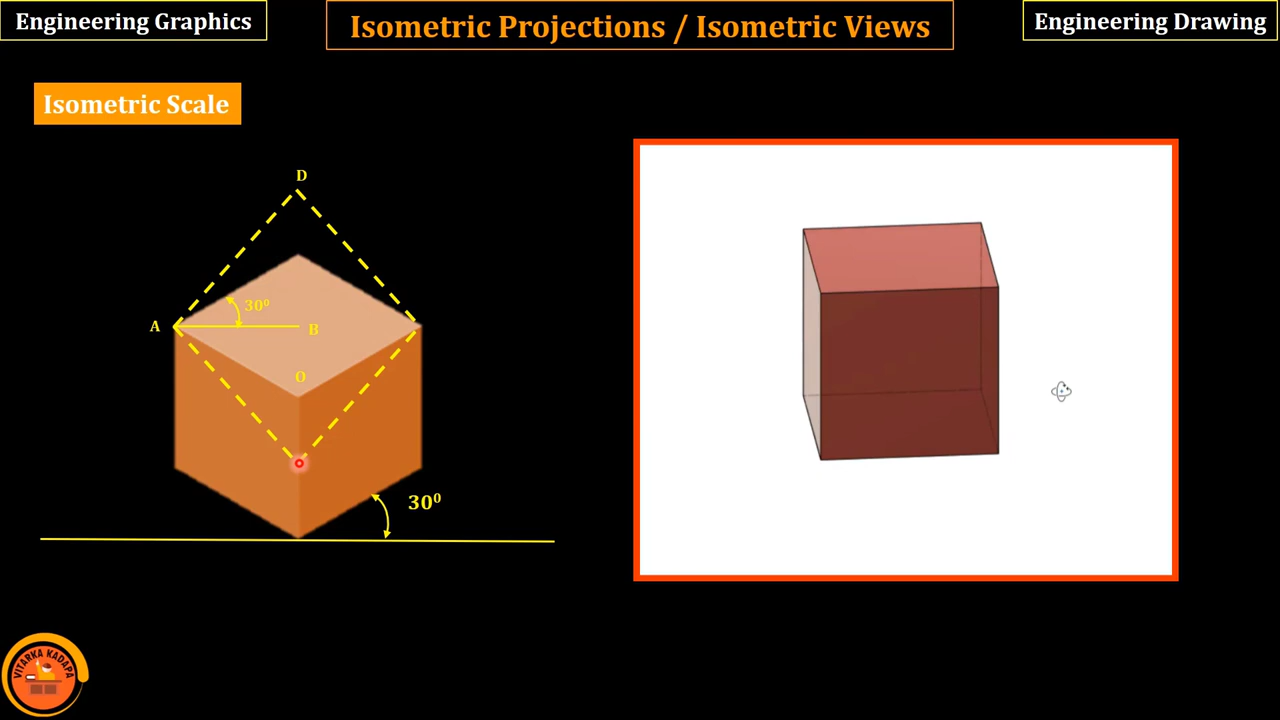 Engineering Graphics
Isometric Projections / Isometric Views
Engineering Drawing
Isometric Scale
D
30⁰
A
B
O
30⁰
VITARKA KADAPA